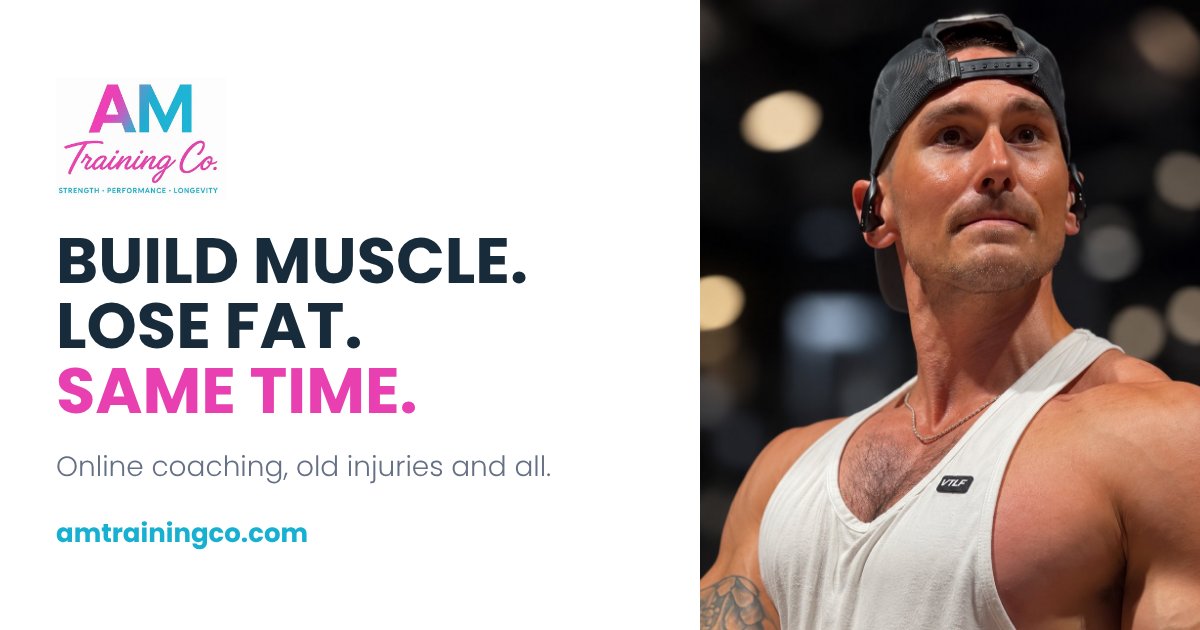 AM
Training Co.
STRENGTH • PERFORMANCE • LONGEVITY
BUILD MUSCLE.
LOSE FAT.
SAME TIME.
Online coaching, old injuries and all.
amtrainingco.com
VTLF